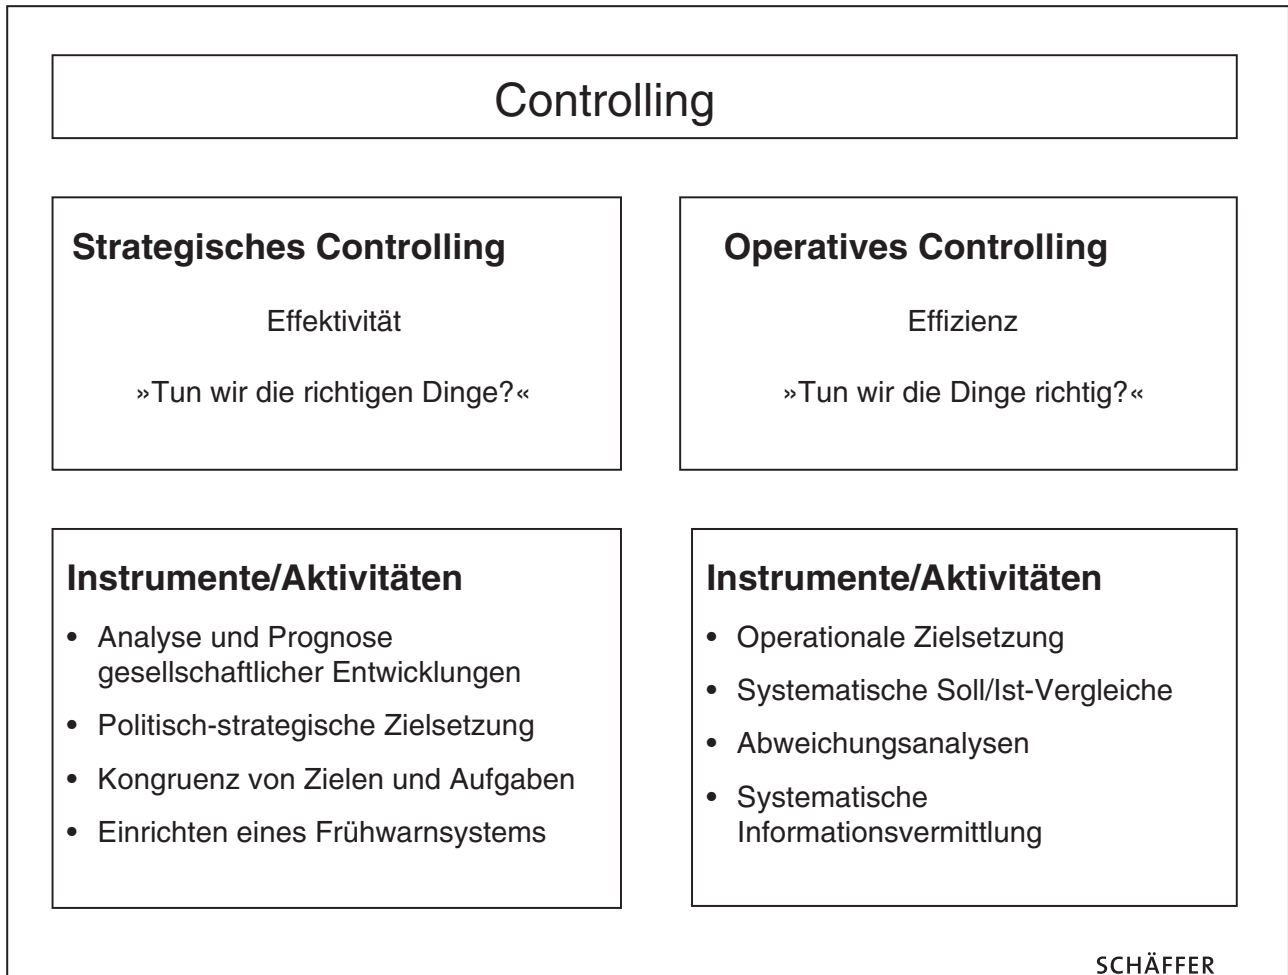 Controlling
Strategisches Controlling
Effektivität
»Tun wir die richtigen Dinge?«
Operatives Controlling
Effizienz
»Tun wir die Dinge richtig?«
Instrumente/Aktivitäten
• Analyse und Prognose
gesellschaftlicher Entwicklungen
• Politisch-strategische Zielsetzung
• Kongruenz von Zielen und Aufgaben
• Einrichten eines Frühwarnsystems
Instrumente/Aktivitäten
• Operationale Zielsetzung
• Systematische Soll/Ist-Vergleiche
• Abweichungsanalysen
• Systematische
Informationsvermittlung
SCHÄFFER